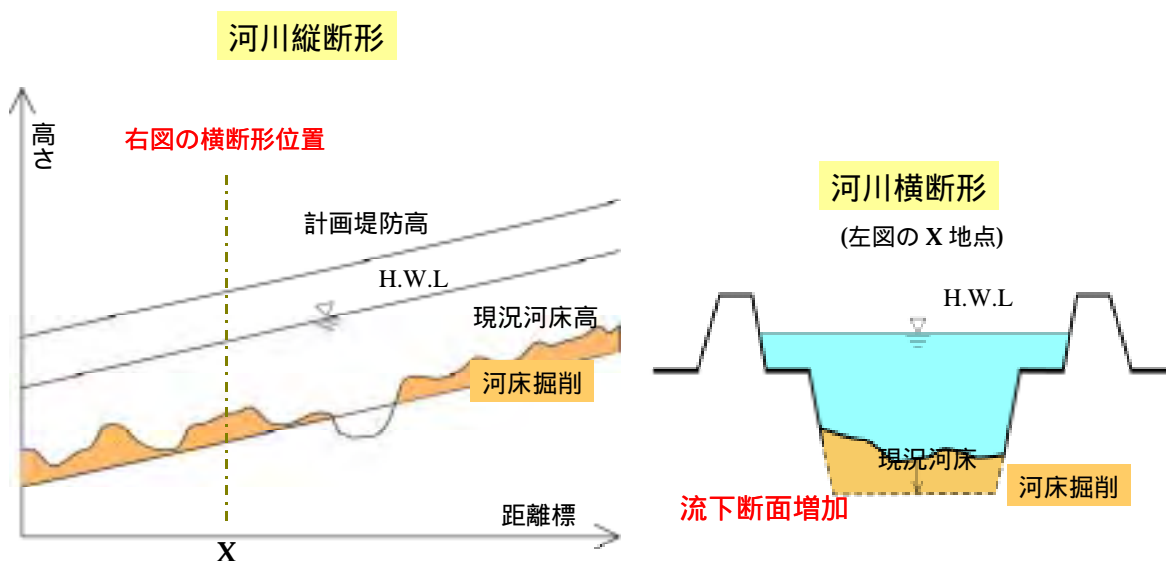 河川縦断形
高さ
右図の横断形位置
計画堤防高
H.W.L
現況河床高
河床掘削
距離標
X
河川横断形
(左図の X 地点)
H.W.L
現況河床
河床掘削
流下断面増加